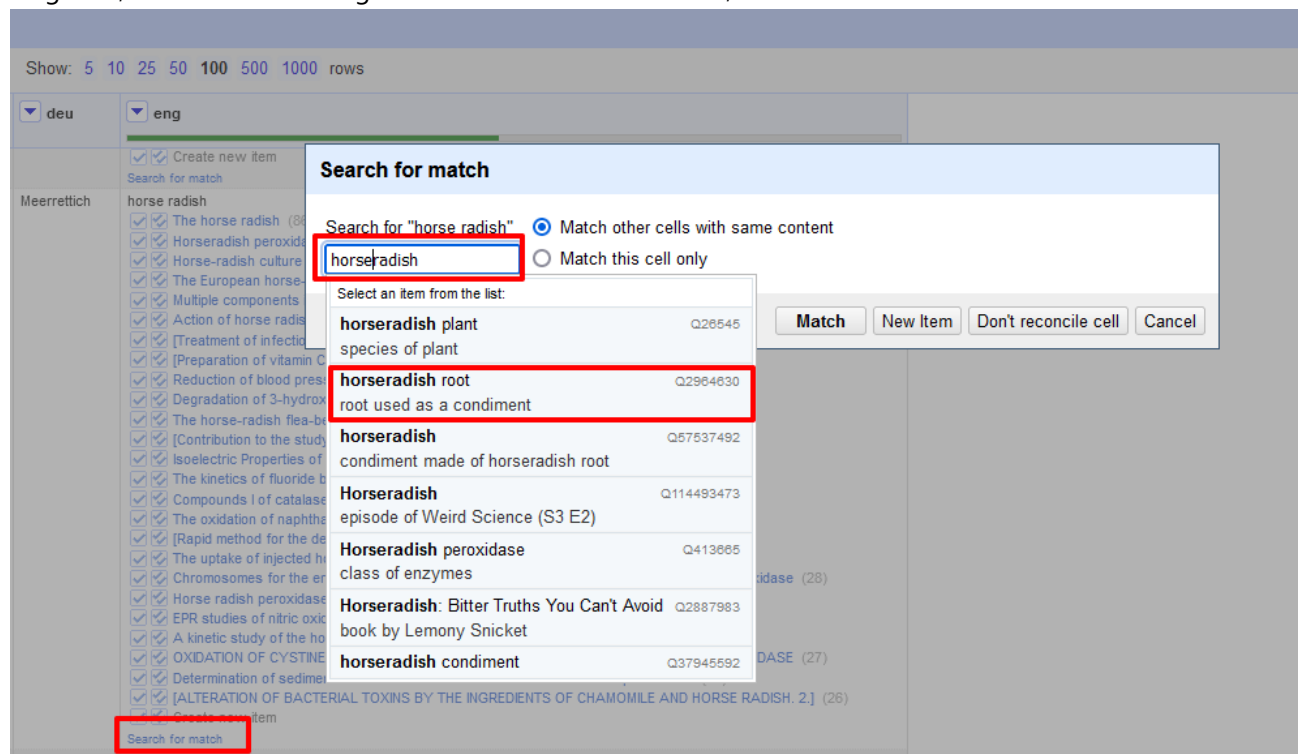 Show: 5 10 25 50 100 500 1000 rows
deu
eng
Create new item
Search for match
Meerrettich
horse radish
The horse radish (86
Horseradish peroxida
Horse-radish culture
The European horse-
Multiple components
Action of horse radis
[Treatment of infectio
[Preparation of vitamin C
Reduction of blood pres
Degradation of 3-hydrox
The horse-radish flea-be
[Contribution to the study
Isoelectric Properties of
The kinetics of fluoride b
Compounds I of catalase
The oxidation of naphtha
[Rapid method for the de
The uptake of injected h
Chromosomes for the er
xidase (28)
Horse radish peroxidase
EPR studies of nitric oxid
A kinetic study of the ho
OXIDATION OF CYSTINE
DASE (27)
Determination of sedimer
[ALTERATION OF BACTERIAL TOXINS BY THE INGREDIENTS OF CHAMOMILE AND HORSE RADISH. 2.] (26)
Create new item
Search for match
Search for match
Search for "horse radish"
Match other cells with same content
horseradish
Match this cell only
Match
New Item
Don't reconcile cell
Cancel
Select an item from the list:
horseradish plant Q26545
species of plant
horseradish root Q2964630
root used as a condiment
horseradish Q57537492
condiment made of horseradish root
Horseradish Q114493473
episode of Weird Science (S3 E2)
Horseradish peroxidase Q413665
class of enzymes
Horseradish: Bitter Truths You Can't Avoid Q2887983
book by Lemony Snicket
horseradish condiment Q37945592